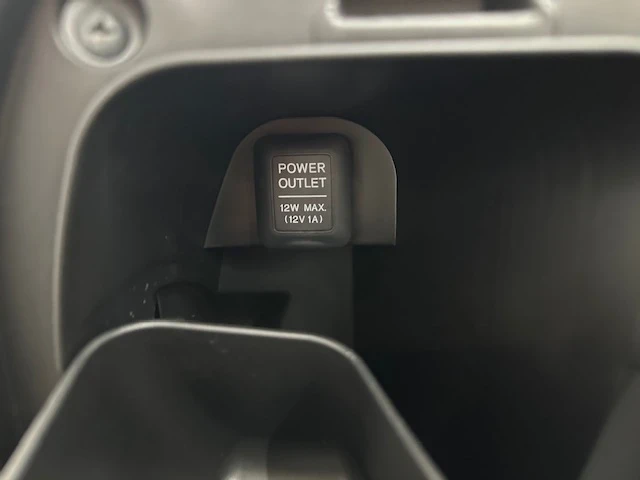 POWER
OUTLET
12W MAX.
(12V 1A)